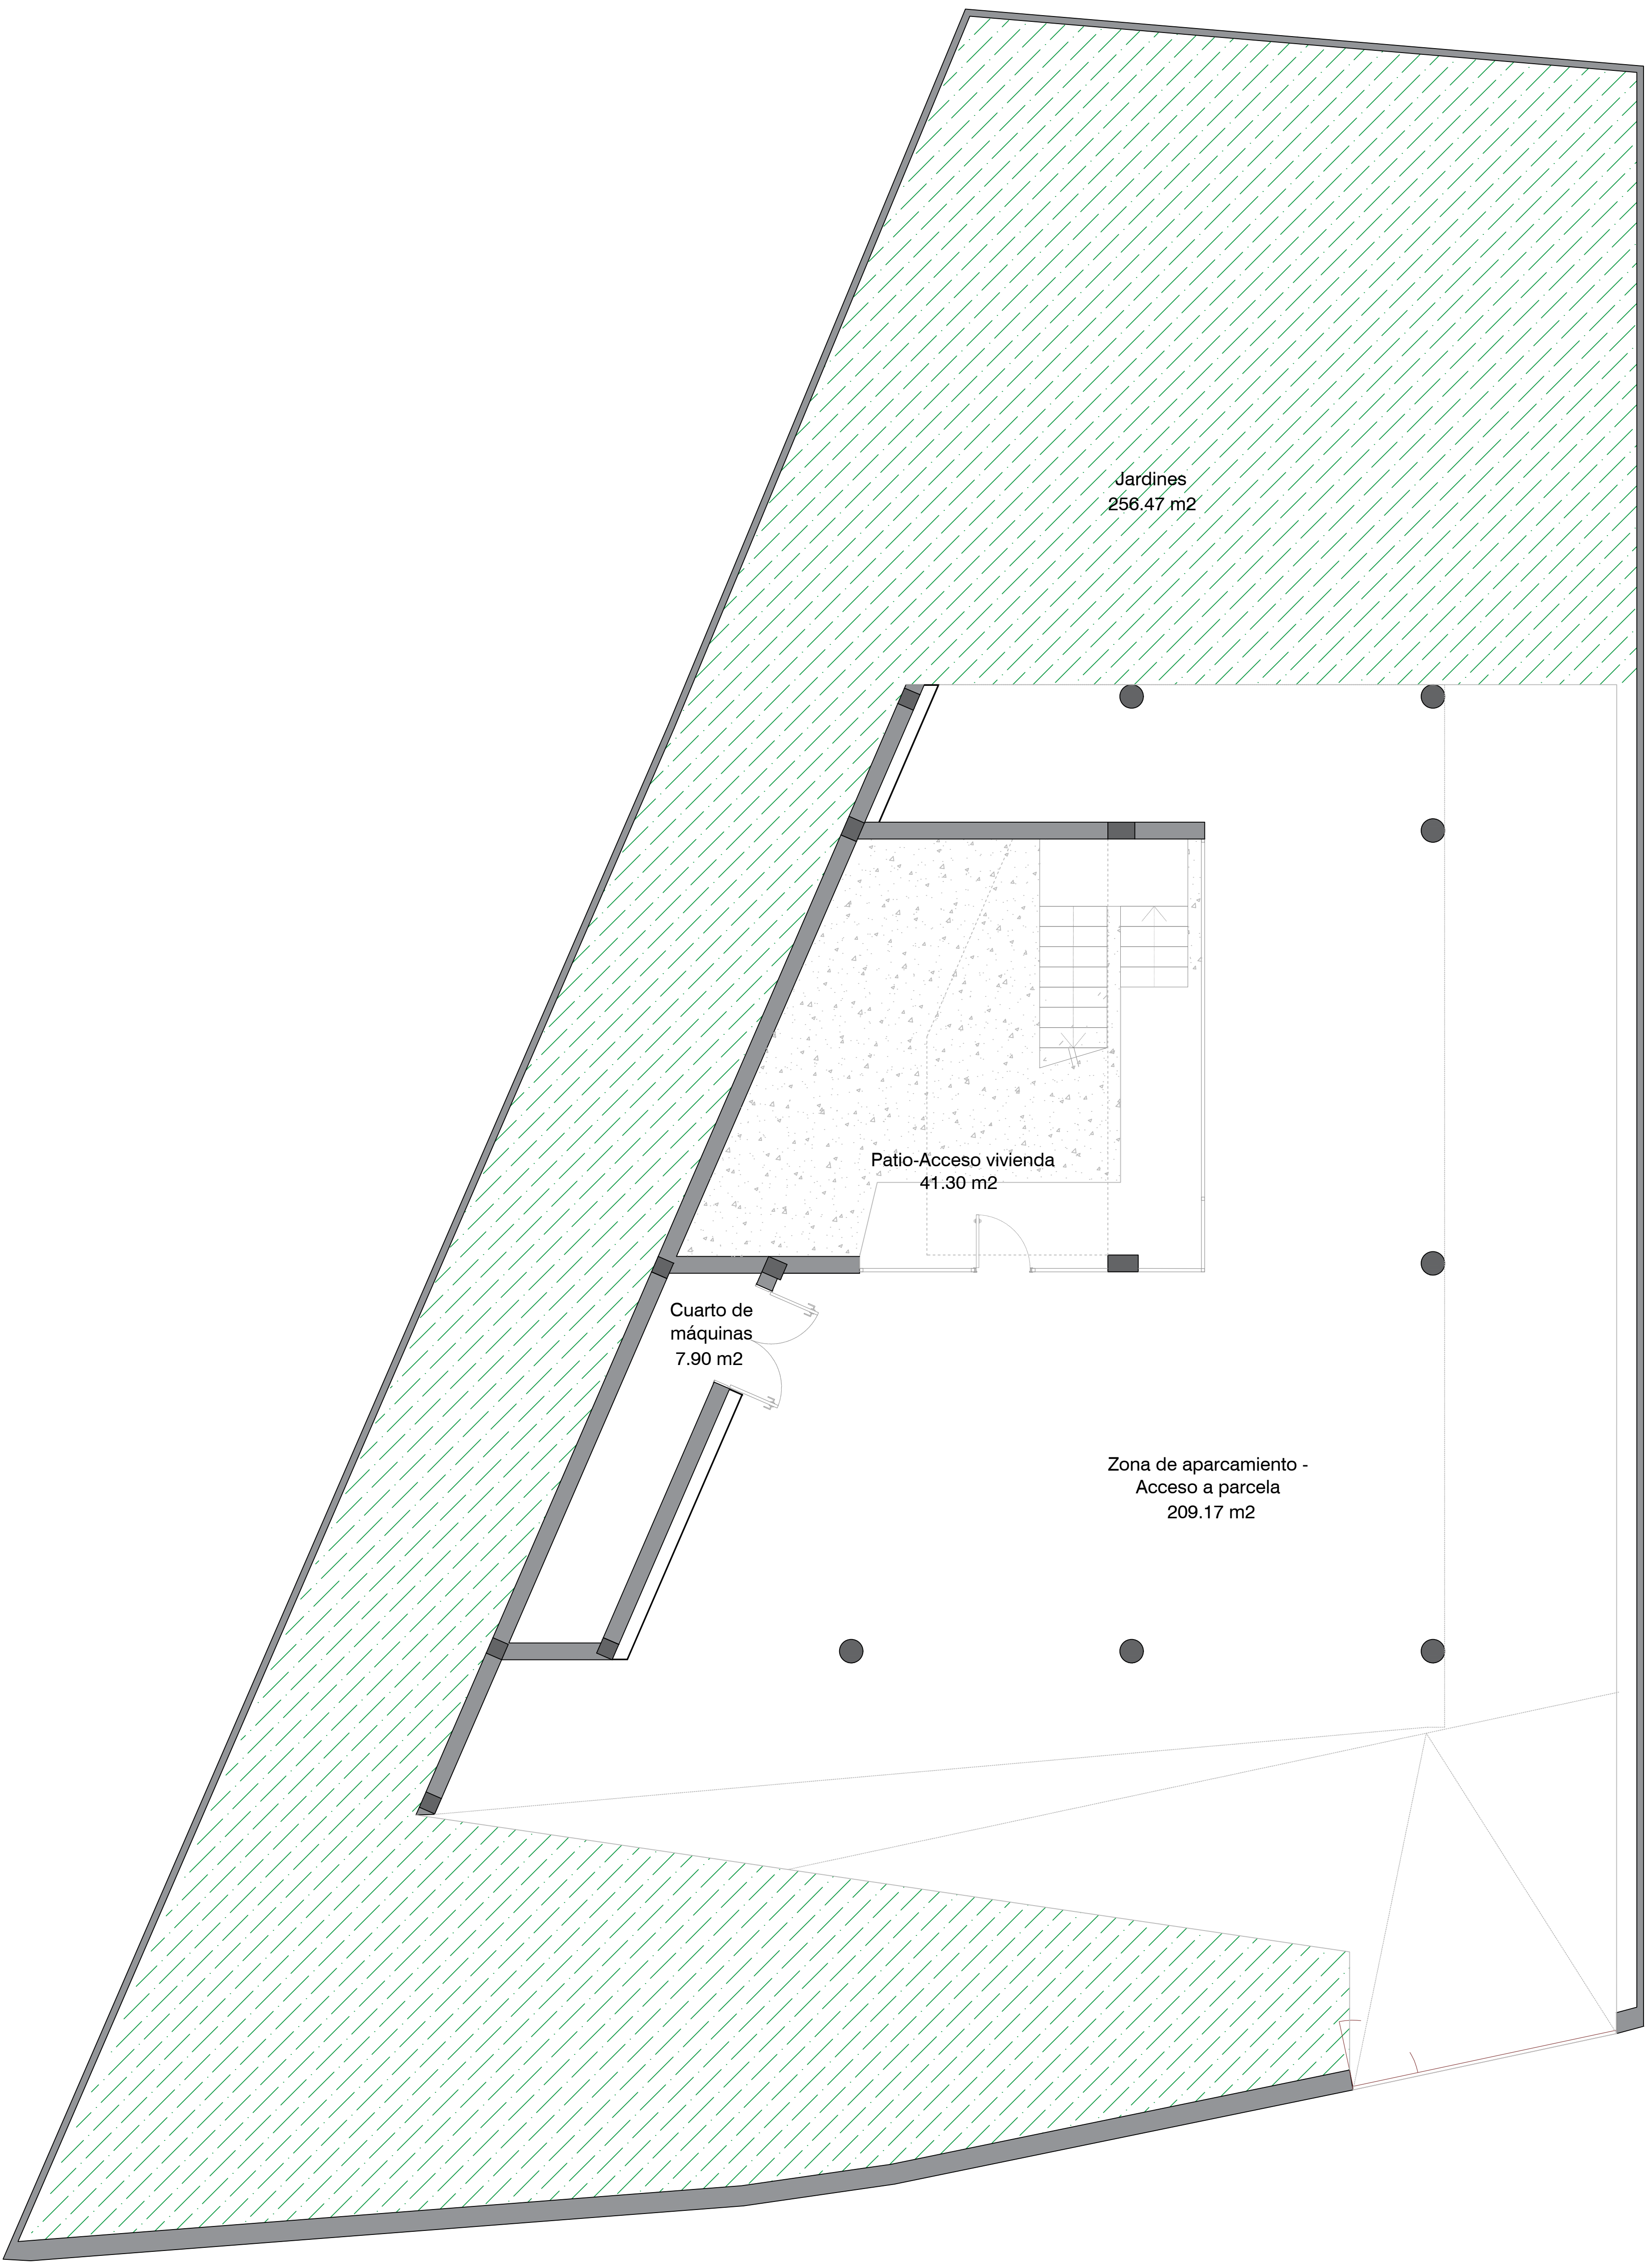 Jardines
256.47 m2
Patio-Acceso vivienda
41.30 m2
Cuarto de
máquinas
7.90 m2
Zona de aparcamiento -
Acceso a parcela
209.17 m2